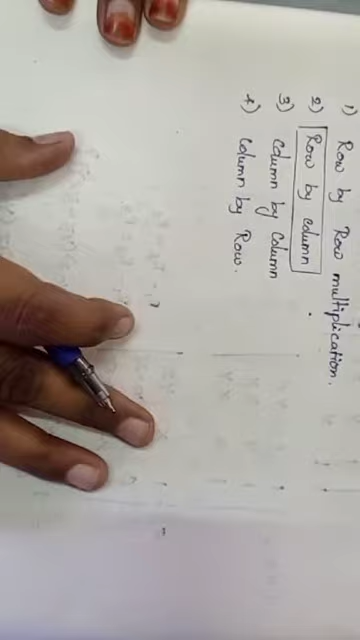 1) Row by Row multiplication.
2) Row by column
3) Column by Column
4) Column by Row.